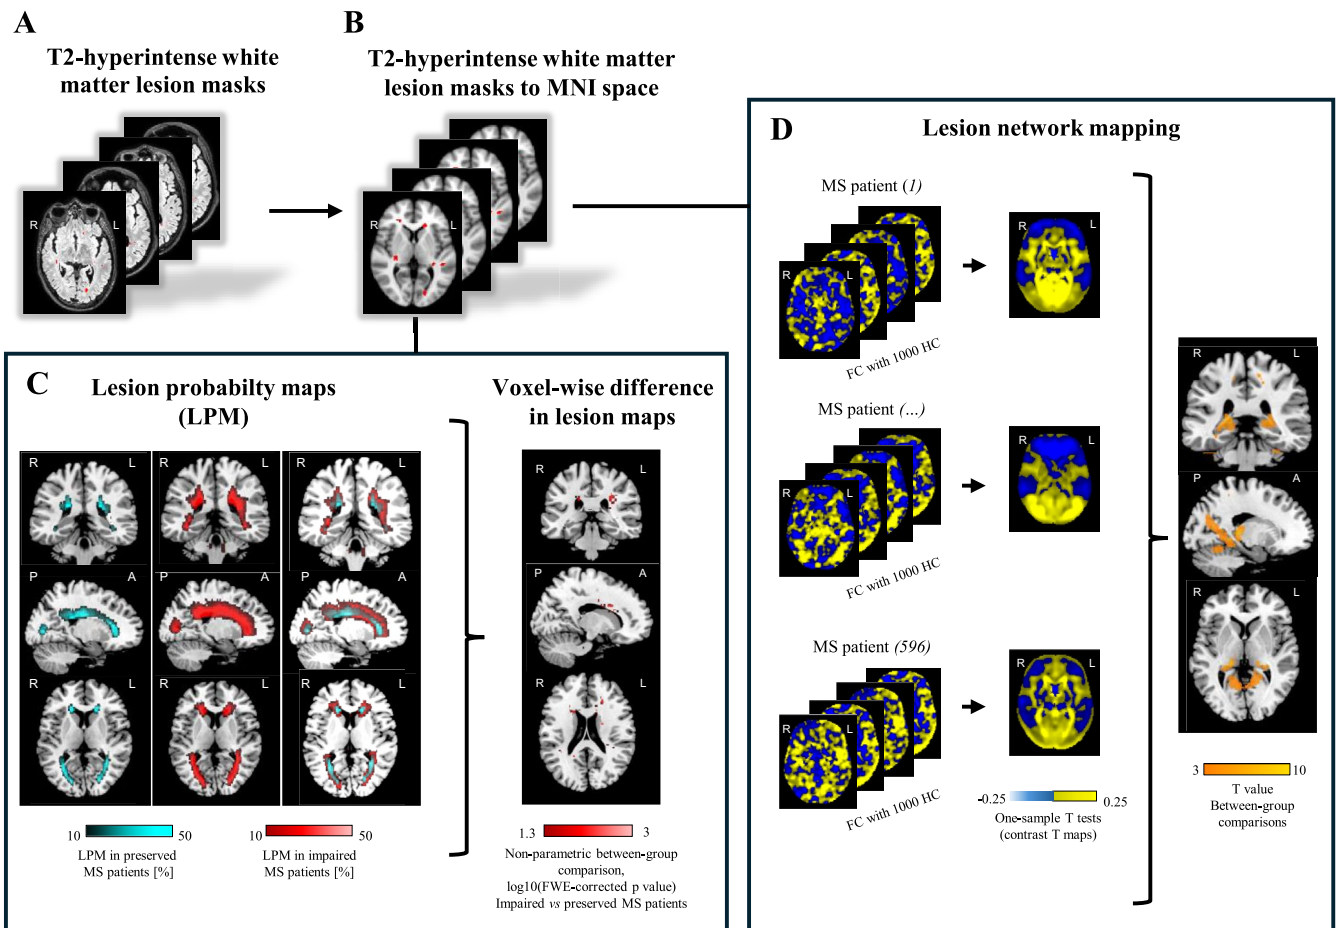 A
T2-hyperintense white
matter lesion masks
R
L
B
T2-hyperintense white matter
lesion masks to MNI space
R
L
C
Lesion probabilty maps
(LPM)
R L
R L
R L
P A
P A
P A
R L
R L
R L
10 50
LPM in preserved
MS patients [%]
10 50
LPM in impaired
MS patients [%]
Voxel-wise difference
in lesion maps
R L
P A
R L
1.3 3
Non-parametric between-group
comparison,
log10(FWE-corrected p value)
Impaired vs preserved MS patients
D
Lesion network mapping
MS patient (1)
R L
FC with 1000 HC
R L
MS patient (...)
R L
FC with 1000 HC
R L
MS patient (596)
R L
FC with 1000 HC
R L
-0.25 0.25
One-sample T tests
(contrast T maps)
R L
P A
R L
3 10
T value
Between-group
comparisons